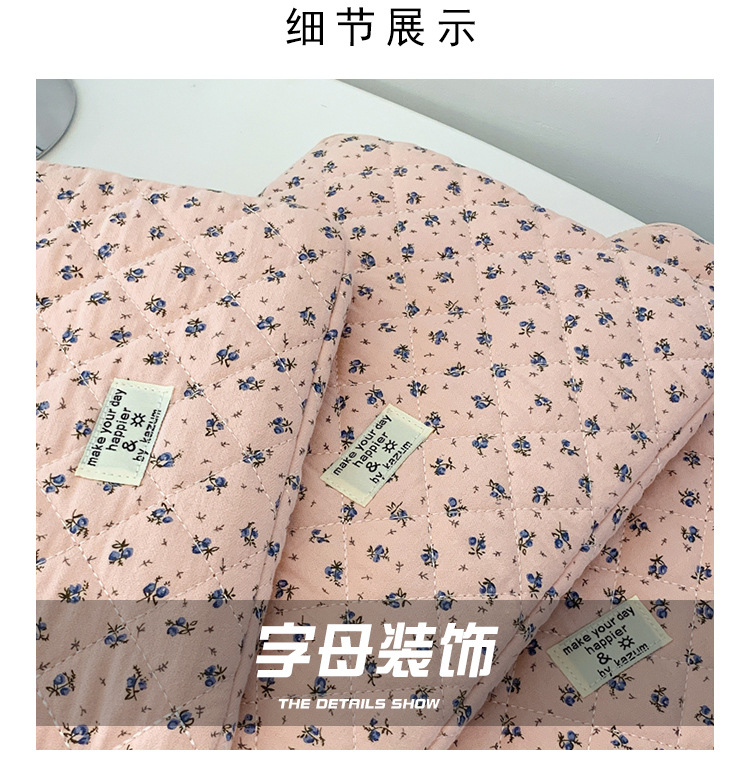 细节展示
make your day
happier
& ☼
by kazum
make your day
happier
& ☼
by kazum
make your day
happier
& ☼
by kazum
字母装饰
THE DETAILS SHOW